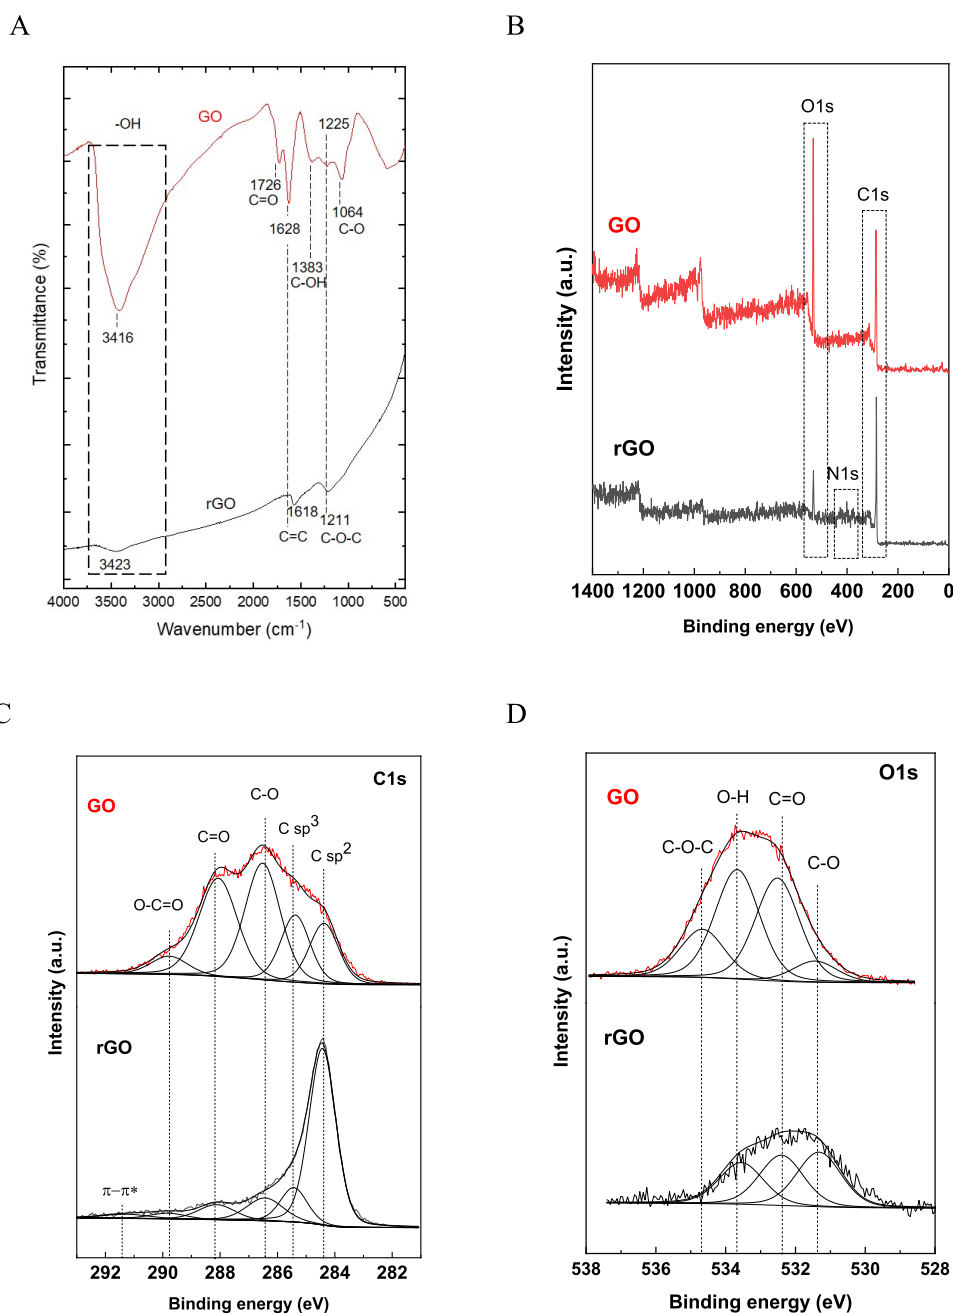 A
-OH
GO
1225
1726
C=O
1064
C-O
1628
1383
C-OH
3416
rGO
1618
1211
C=C
C-O-C
3423
4000 3500 3000 2500 2000 1500 1000 500
Wavenumber (cm⁻¹)
Transmittance (%)
B
O1s
C1s
GO
rGO
N1s
1400 1200 1000 800 600 400 200 0
Binding energy (eV)
Intensity (a.u.)
C
C1s
GO
C-O
C=O
C sp³
C sp²
O-C=O
rGO
π−π*
292 290 288 286 284 282
Binding energy (eV)
Intensity (a.u.)
D
O1s
GO
O-H
C=O
C-O-C
C-O
rGO
538 536 534 532 530 528
Binding energy (eV)
Intensity (a.u.)